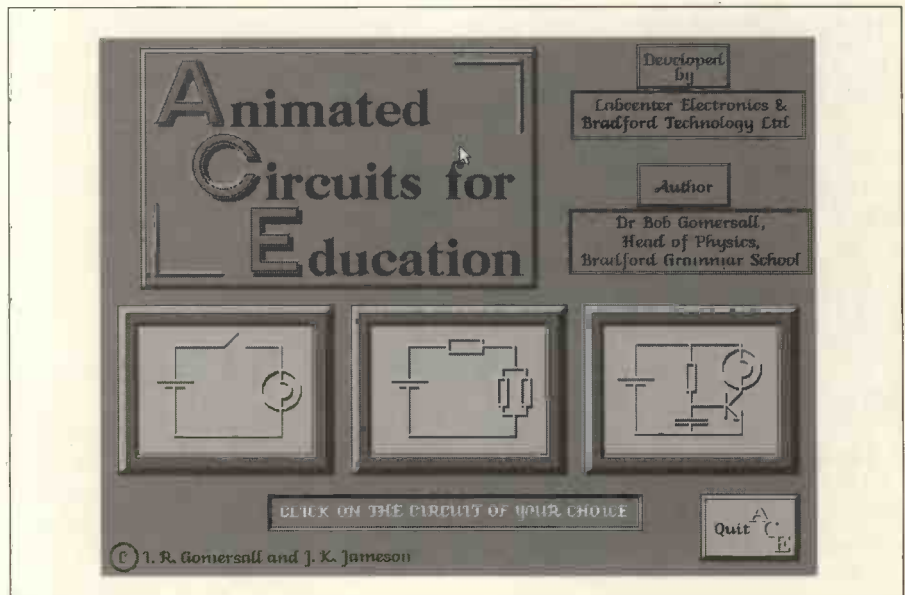 Animated
Circuits for
Education
Developed
by
Labcenter Electronics &
Bradford Technology Ltd
Author
Dr Bob Gomersall,
Head of Physics,
Bradford Grammar School
CLICK ON THE CIRCUIT OF YOUR CHOICE
Quit ACE
© I. R. Gomersall and J. K. Jameson